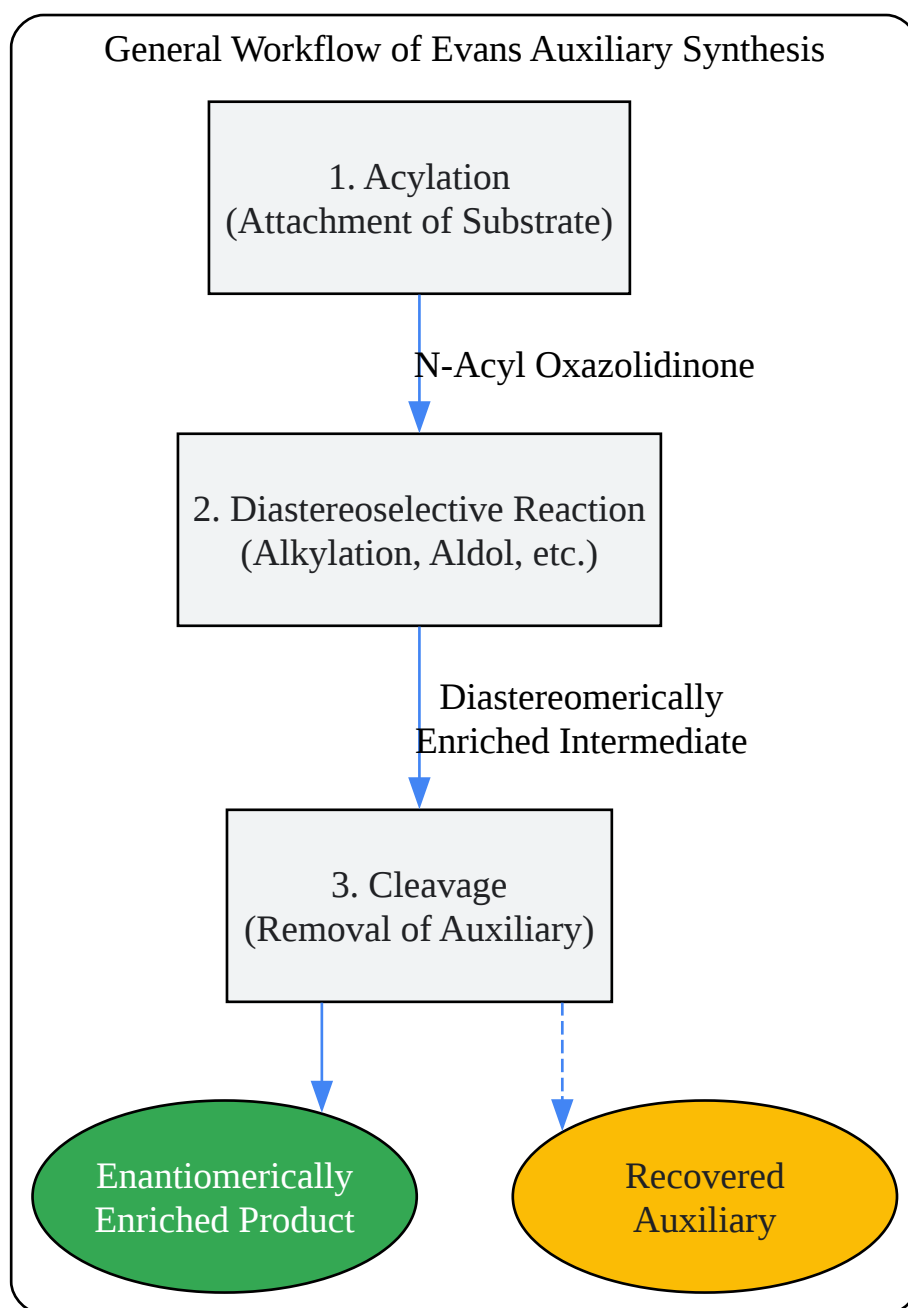 General Workflow of Evans Auxiliary Synthesis
1. Acylation
(Attachment of Substrate)
N-Acyl Oxazolidinone
2. Diastereoselective Reaction
(Alkylation, Aldol, etc.)
Diastereomerically
Enriched Intermediate
3. Cleavage
(Removal of Auxiliary)
Enantiomerically
Enriched Product
Recovered
Auxiliary